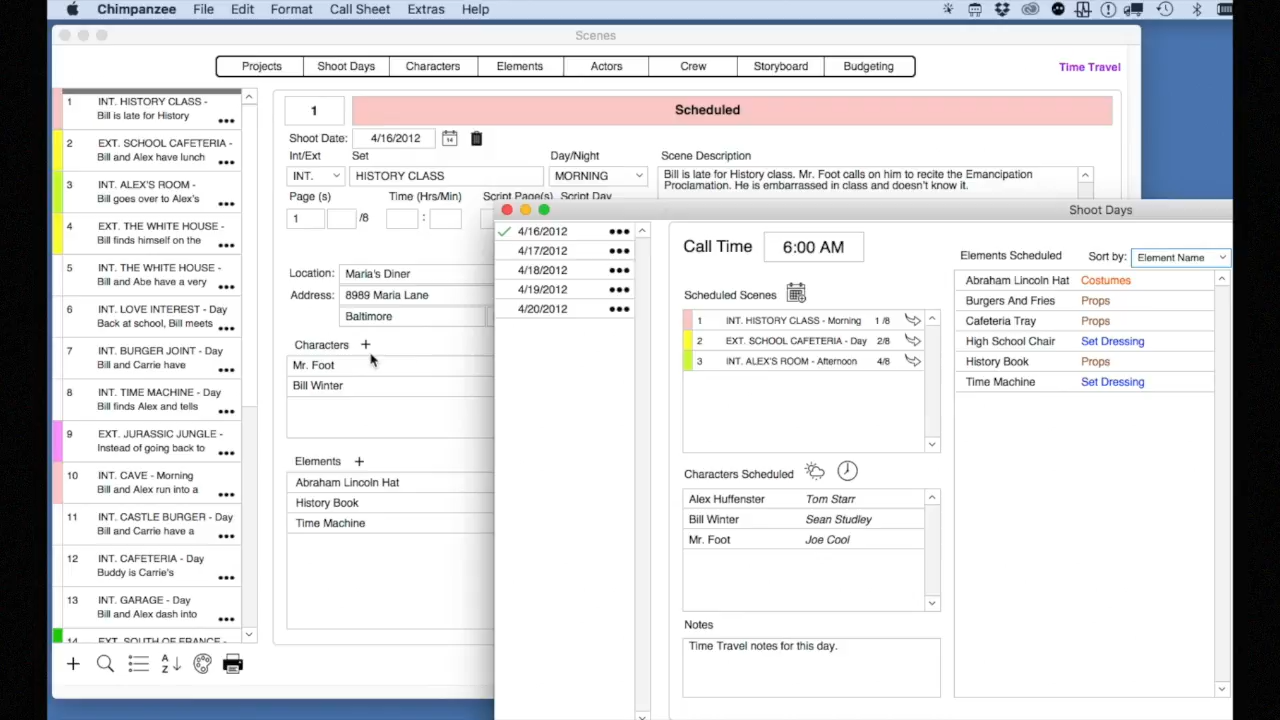 Chimpanzee File Edit Format Call Sheet Extras Help
Scenes
Projects Shoot Days Characters Elements Actors Crew Storyboard Budgeting Time Travel
1 INT. HISTORY CLASS -
Bill is late for History
2 EXT. SCHOOL CAFETERIA -
Bill and Alex have lunch
3 INT. ALEX'S ROOM -
Bill goes over to Alex's
4 EXT. THE WHITE HOUSE -
Bill finds himself on the
5 INT. THE WHITE HOUSE -
Bill and Abe have a very
6 INT. LOVE INTEREST - Day
Back at school, Bill meets
7 INT. BURGER JOINT - Day
Bill and Carrie have
8 INT. TIME MACHINE - Day
Bill finds Alex and tells
9 EXT. JURASSIC JUNGLE -
Instead of going back to
10 INT. CAVE - Morning
Bill and Alex run into a
11 INT. CASTLE BURGER - Day
Bill and Carrie have a
12 INT. CAFETERIA - Day
Buddy is Carrie's
13 INT. GARAGE - Day
Bill and Alex dash into
14 EXT. SOUTH OF FRANCE -
1 Scheduled
Shoot Date: 4/16/2012
Int/Ext Set Day/Night Scene Description
INT. HISTORY CLASS MORNING
Bill is late for History class. Mr. Foot calls on him to recite the Emancipation
Proclamation. He is embarrassed in class and doesn't know it.
Page (s) Time (Hrs/Min) Script Page(s) Script Day
1 /8 :
Location: Maria's Diner
Address: 8989 Maria Lane
Baltimore
Characters +
Mr. Foot
Bill Winter
Elements +
Abraham Lincoln Hat
History Book
Time Machine
Shoot Days
4/16/2012
4/17/2012
4/18/2012
4/19/2012
4/20/2012
Call Time 6:00 AM
Scheduled Scenes
1 INT. HISTORY CLASS - Morning 1 /8
2 EXT. SCHOOL CAFETERIA - Day 2/8
3 INT. ALEX'S ROOM - Afternoon 4/8
Characters Scheduled
Alex Huffenster Tom Starr
Bill Winter Sean Studley
Mr. Foot Joe Cool
Notes
Time Travel notes for this day.
Elements Scheduled Sort by: Element Name
Abraham Lincoln Hat Costumes
Burgers And Fries Props
Cafeteria Tray Props
High School Chair Set Dressing
History Book Props
Time Machine Set Dressing